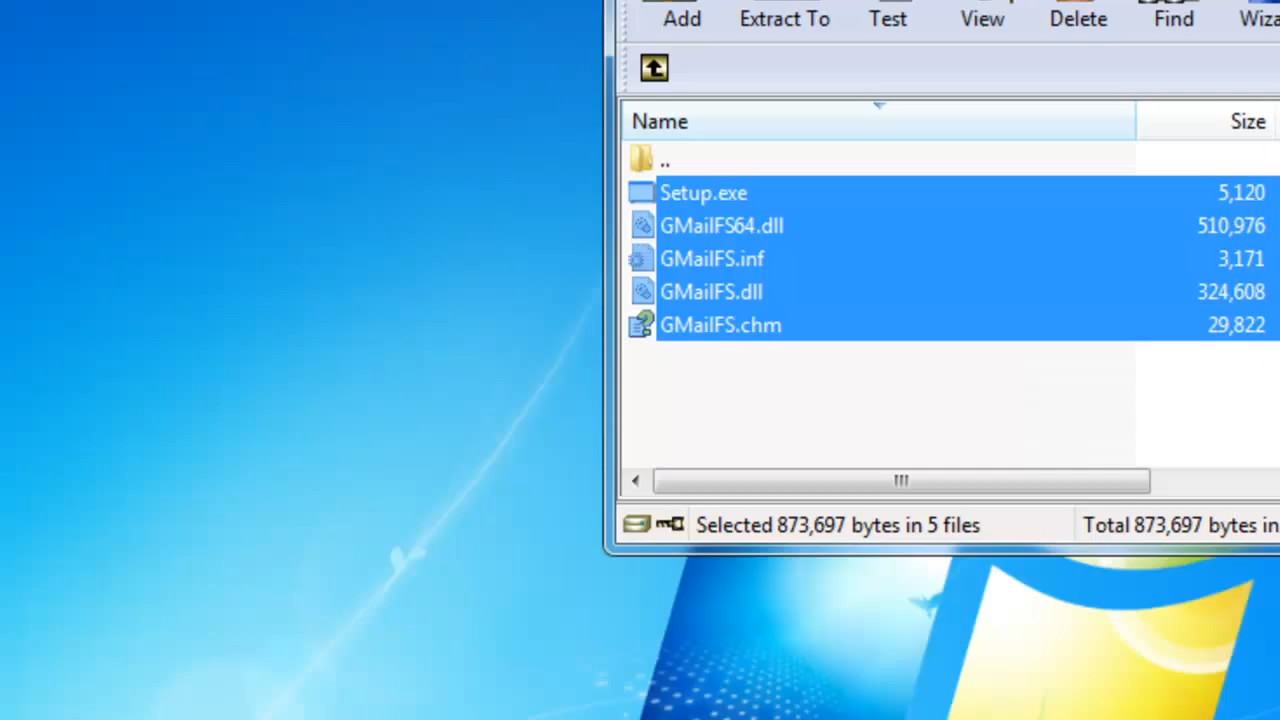 Add Extract To Test View Delete Find Wiza
Name Size
..
Setup.exe 5,120
GMailFS64.dll 510,976
GMailFS.inf 3,171
GMailFS.dll 324,608
GMailFS.chm 29,822
Selected 873,697 bytes in 5 files Total 873,697 bytes in